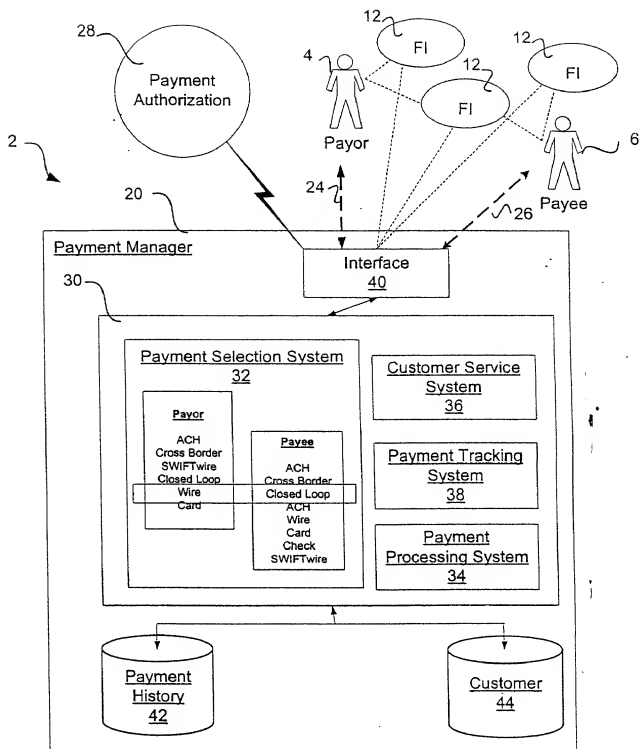 28
Payment
Authorization
12
FI
12
FI
4
12
FI
Payor
6
Payee
2
24
26
20
Payment Manager
Interface
40
30
Payment Selection System
32
Payor
ACH
Cross Border
SWIFTwire
Closed Loop
Wire
Card
Payee
ACH
Cross Border
Closed Loop
ACH
Wire
Card
Check
SWIFTwire
Customer Service
System
36
Payment Tracking
System
38
Payment
Processing System
34
Payment
History
42
Customer
44